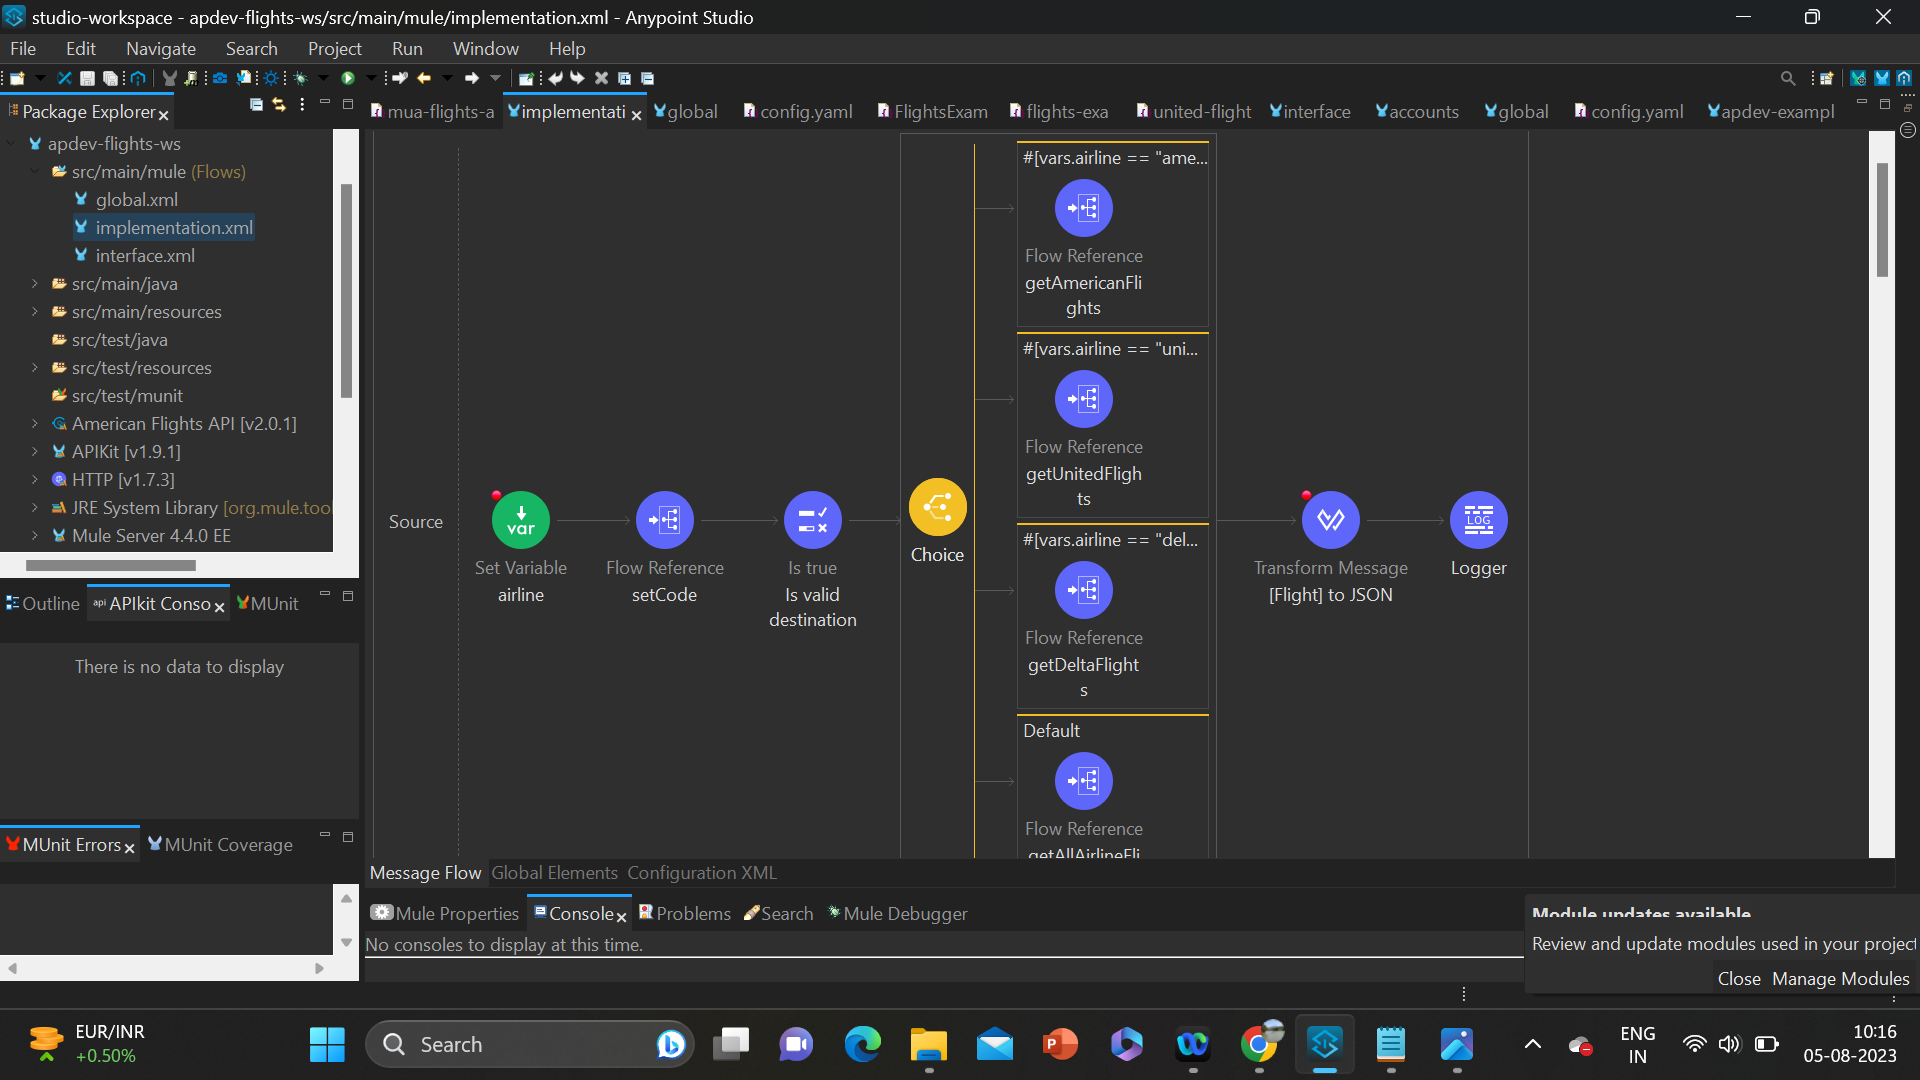 studio-workspace - apdev-flights-ws/src/main/mule/implementation.xml - Anypoint Studio
File Edit Navigate Search Project Run Window Help
Package Explorer
mua-flights-a implementati global config.yaml FlightsExam flights-exa united-flight interface accounts global config.yaml apdev-exampl
apdev-flights-ws
src/main/mule (Flows)
global.xml
implementation.xml
interface.xml
src/main/java
src/main/resources
src/test/java
src/test/resources
src/test/munit
American Flights API [v2.0.1]
APIKit [v1.9.1]
HTTP [v1.7.3]
JRE System Library [org.mule.tool
Mule Server 4.4.0 EE
Outline api APIkit Conso MUnit
There is no data to display
MUnit Errors MUnit Coverage
Source
var
Set Variable
airline
Flow Reference
setCode
Is true
Is valid
destination
Choice
#[vars.airline == "ame...
Flow Reference
getAmericanFli
ghts
#[vars.airline == "uni...
Flow Reference
getUnitedFligh
ts
#[vars.airline == "del...
Flow Reference
getDeltaFlight
s
Default
Flow Reference
getAllAirlineFli
Transform Message
[Flight] to JSON
LOG
Logger
Message Flow Global Elements Configuration XML
Mule Properties Console Problems Search Mule Debugger
No consoles to display at this time.
Module updates available
Review and update modules used in your project
Close Manage Modules
EUR/INR
+0.50%
Search
ENG
IN
10:16
05-08-2023